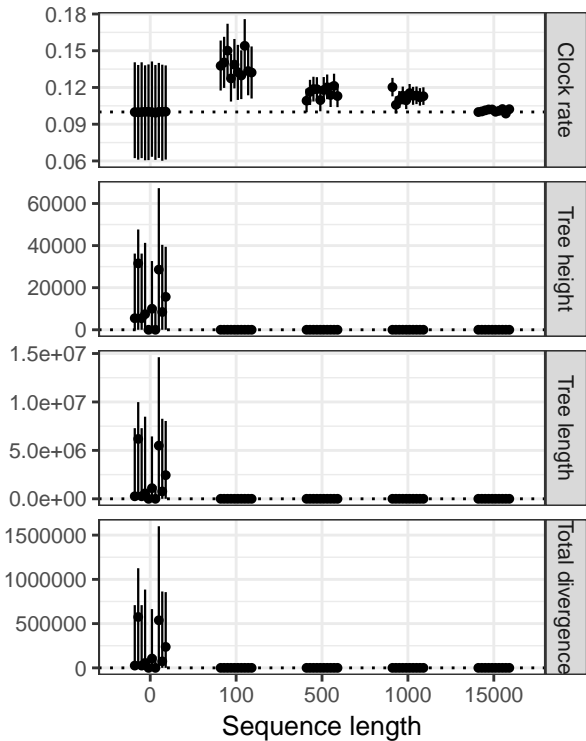 0.18
0.15
0.12
0.09
0.06
Clock rate
60000
40000
20000
0
Tree height
1.5e+07
1.0e+07
5.0e+06
0.0e+00
Tree length
1500000
1000000
500000
0
Total divergence
0 100 500 1000 15000
Sequence length